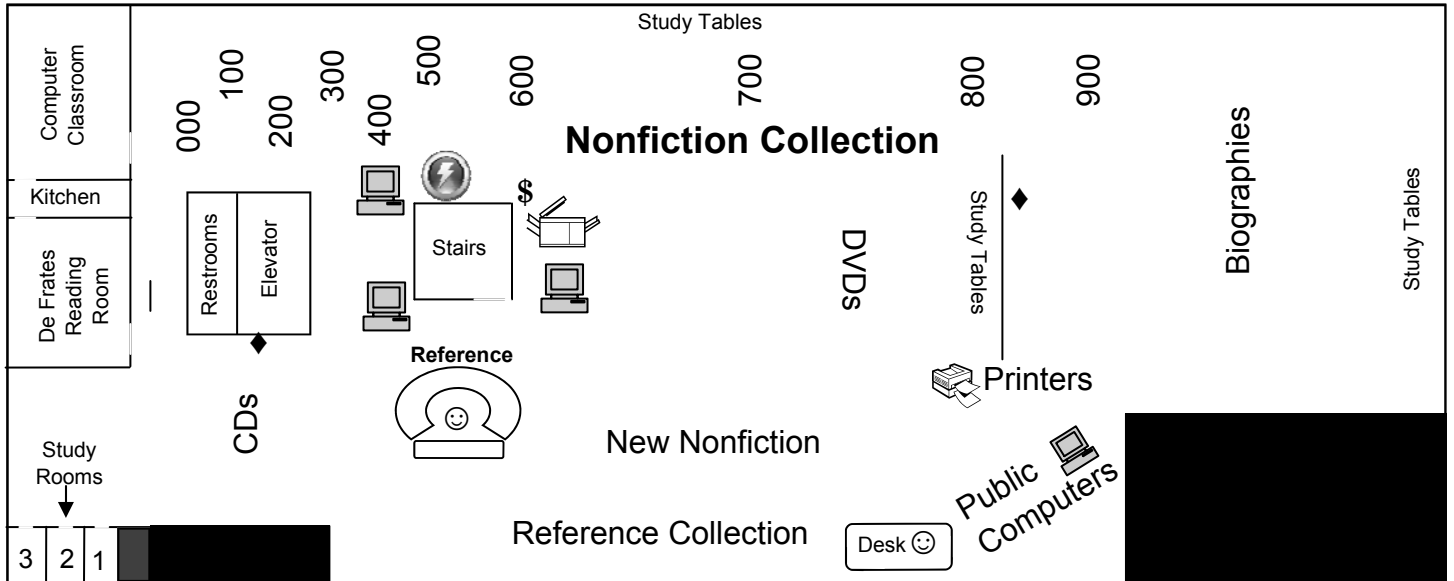 Study Tables
Computer
Classroom
000
100
200
300
400
500
600
700
800
900
Nonfiction Collection
Biographies
Study Tables
Kitchen
Restrooms
Elevator
Stairs
$
DVDs
Study Tables
De Frates
Reading
Room
Reference
Printers
CDs
New Nonfiction
Study
Rooms
Public
Computers
Reference Collection
Desk
3 2 1